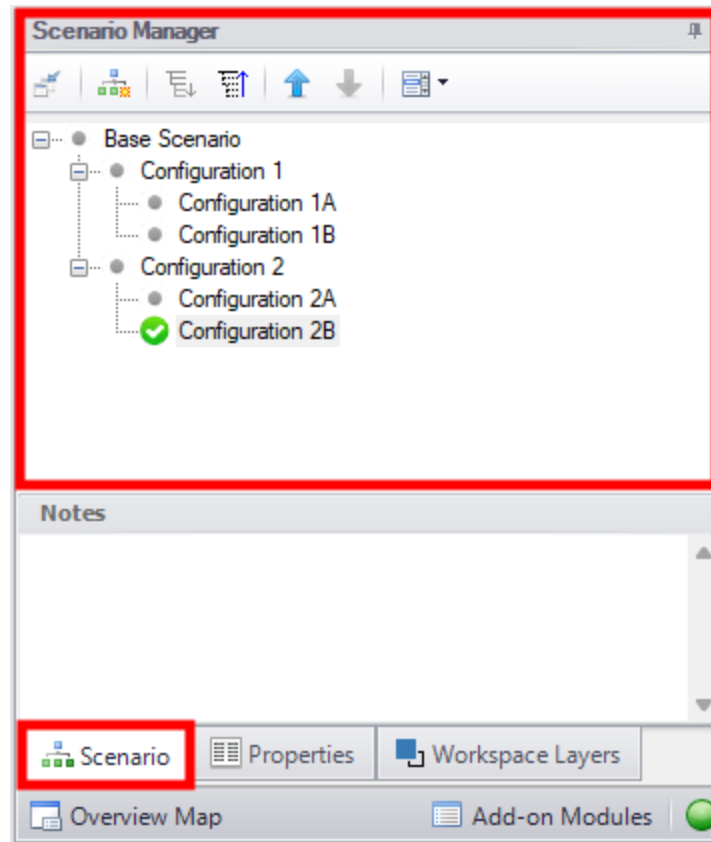 Scenario Manager
Base Scenario
Configuration 1
Configuration 1A
Configuration 1B
Configuration 2
Configuration 2A
Configuration 2B
Notes
Scenario Properties Workspace Layers
Overview Map Add-on Modules